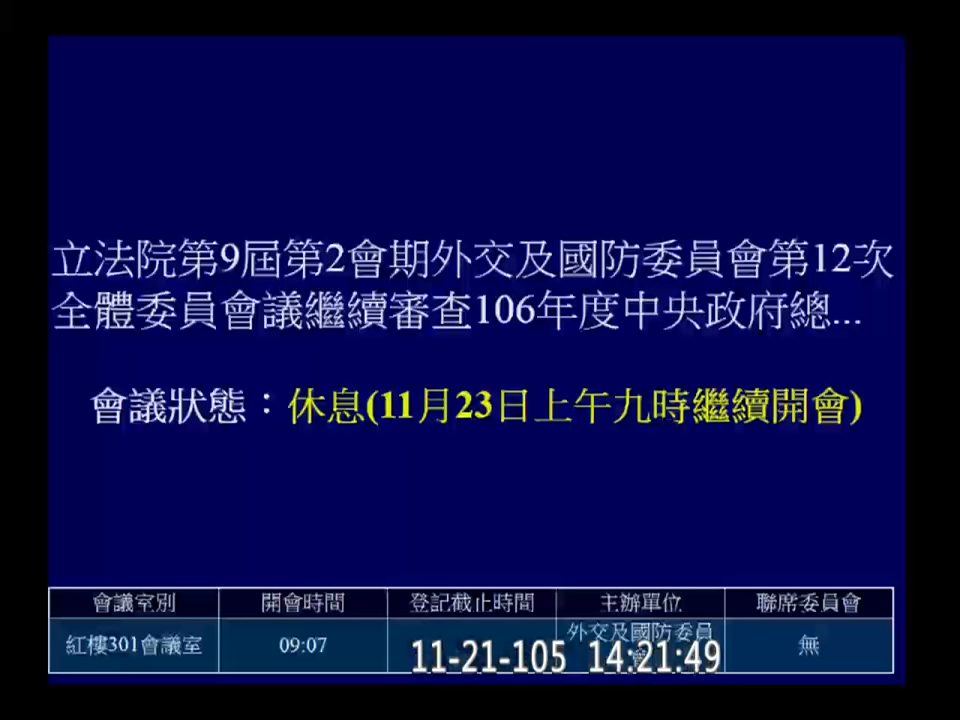 立法院第9屆第2會期外交及國防委員會第12次
全體委員會議繼續審查106年度中央政府總...
會議狀態：休息(11月23日上午九時繼續開會)
會議室別 開會時間 登記截止時間 主辦單位 聯席委員會
紅樓301會議室 09:07 外交及國防委員會 無
11-21-105 14:21:49